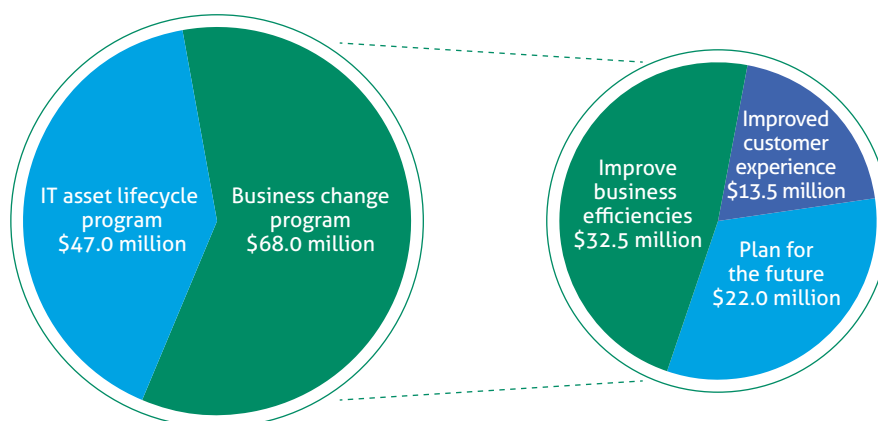 IT asset lifecycle
program
$47.0 million
Business change
program
$68.0 million
Improve
business
efficiencies
$32.5 million
Improved
customer
experience
$13.5 million
Plan for
the future
$22.0 million